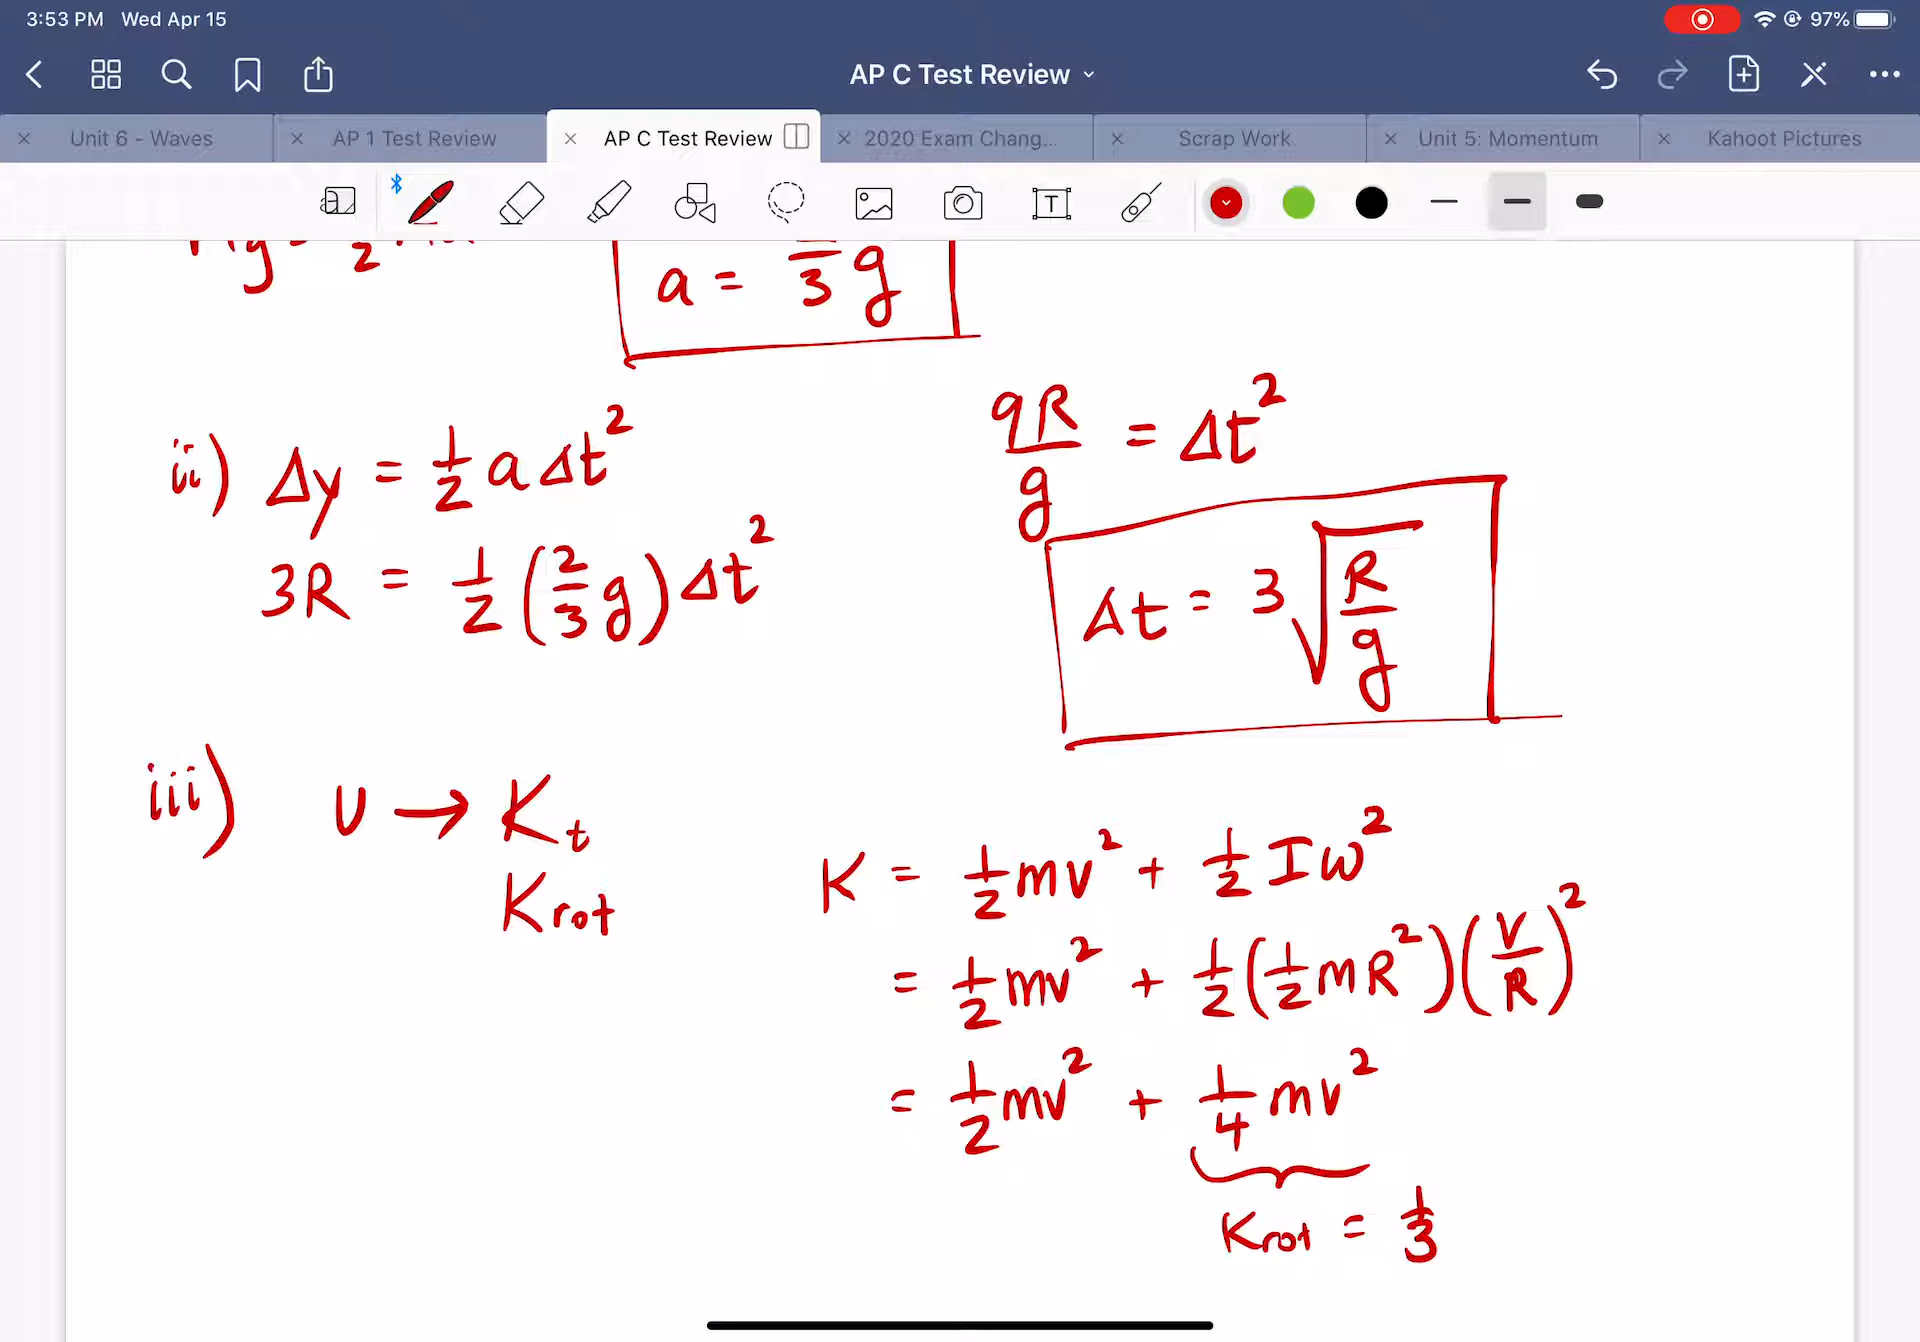 3:53 PM Wed Apr 15
97%
AP C Test Review
Unit 6 - Waves
AP 1 Test Review
AP C Test Review
2020 Exam Chang...
Scrap Work
Unit 5: Momentum
Kahoot Pictures
a = /3 g
ii) Δy = 1/2 a Δt²
3R = 1/2 (2/3 g) Δt²
9R/g = Δt²
Δt = 3 √(R/g)
iii) U → Kt
Krot
K = 1/2 mv² + 1/2 Iω²
= 1/2 mv² + 1/2 (1/2 mR²)(v/R)²
= 1/2 mv² + 1/4 mv²
Krot = 1/3